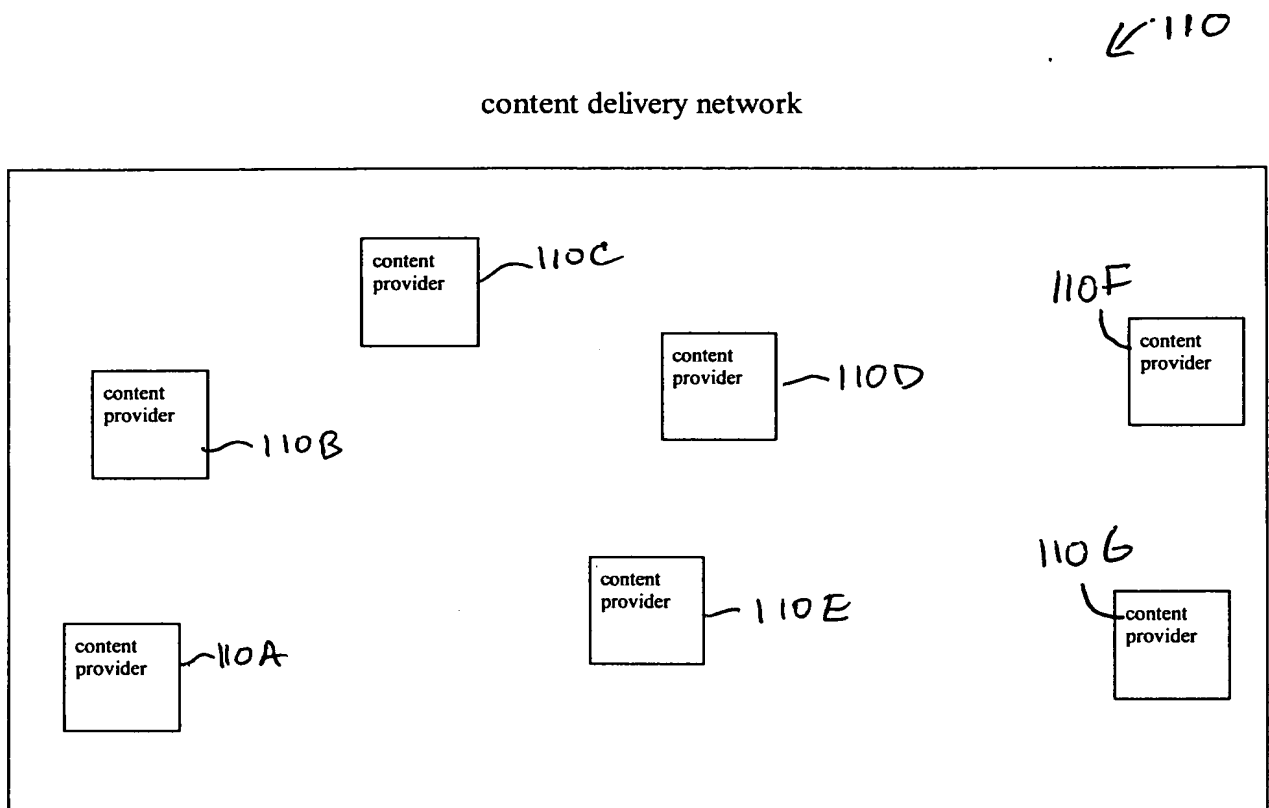 110
content delivery network
content
provider
110C
110F
content
provider
content
provider
110D
content
provider
110B
110G
content
provider
110E
content
provider
content
provider
110A